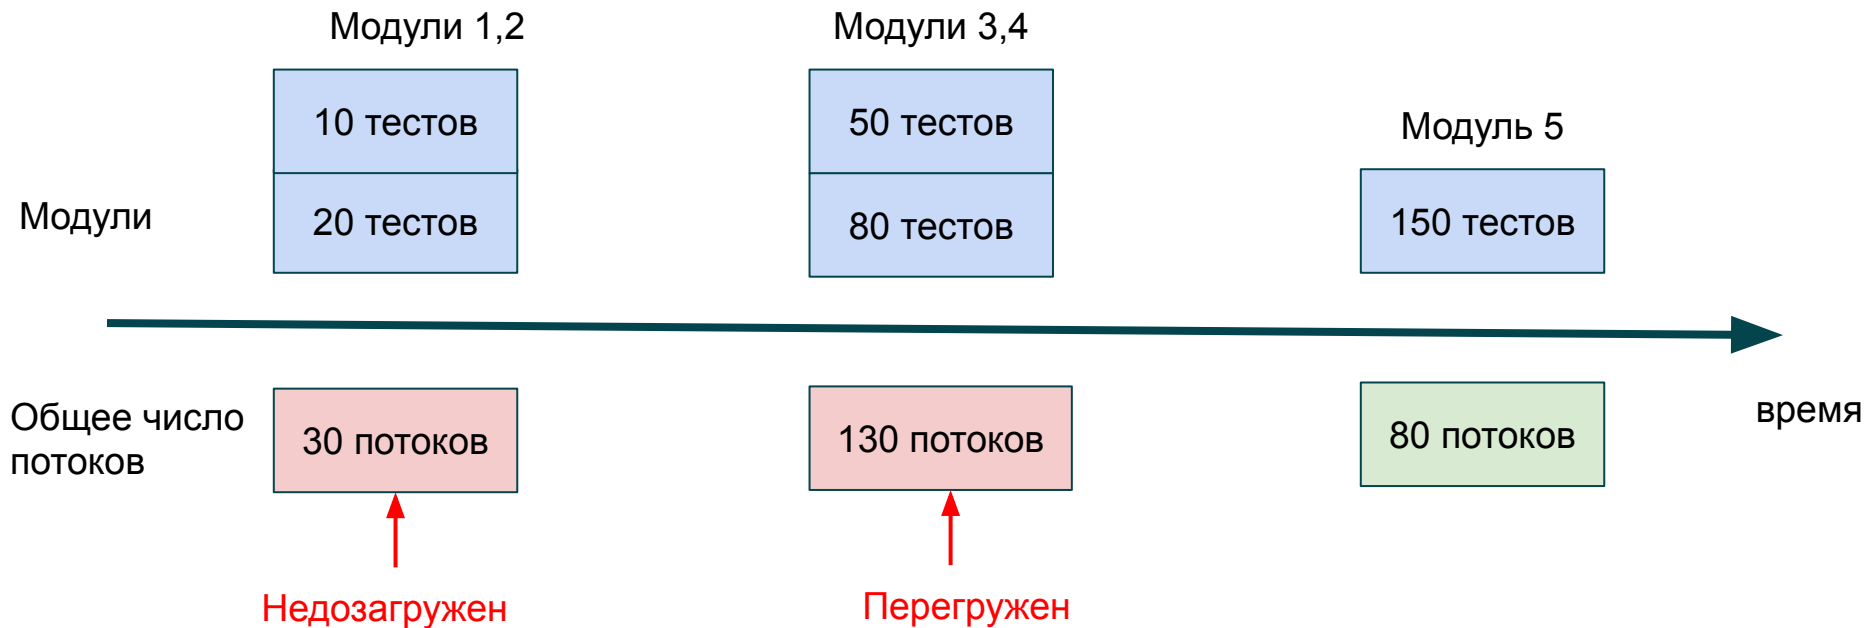 Модули 1,2
Модули 3,4
10 тестов
50 тестов
Модуль 5
Модули
20 тестов
80 тестов
150 тестов
Общее число
потоков
30 потоков
130 потоков
80 потоков
время
Недозагружен
Перегружен